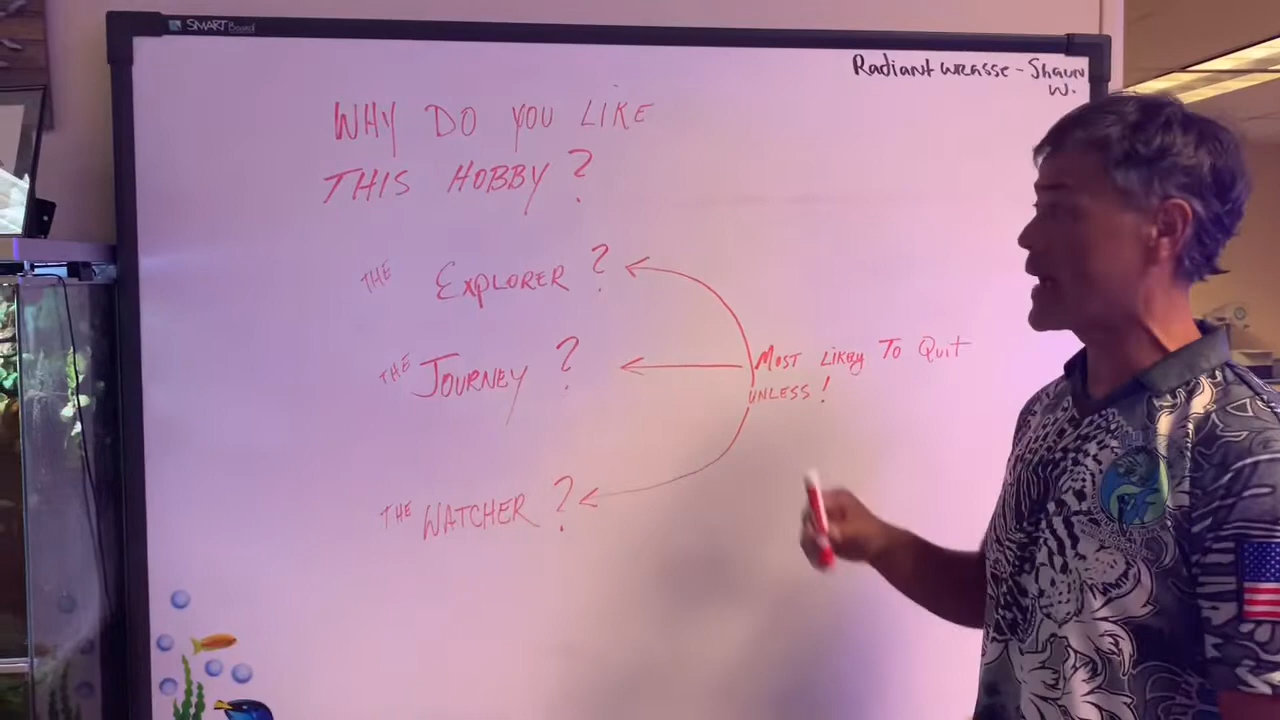 SMART Board
Radiant Wrasse - Shaun
W.
WHY DO YOU LIKE
THIS HOBBY?
THE EXPLORER?
THE JOURNEY?
MOST LIKLY TO QUIT
UNLESS!
THE WATCHER?